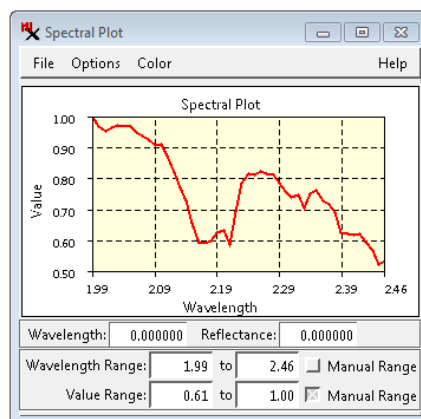 Spectral Plot
File Options Color Help
Spectral Plot
1.00
0.90
0.80
0.70
0.60
0.50
Value
1.99 2.09 2.19 2.29 2.39 2.46
Wavelength
Wavelength: 0.000000 Reflectance: 0.000000
Wavelength Range: 1.99 to 2.46 Manual Range
Value Range: 0.61 to 1.00 Manual Range